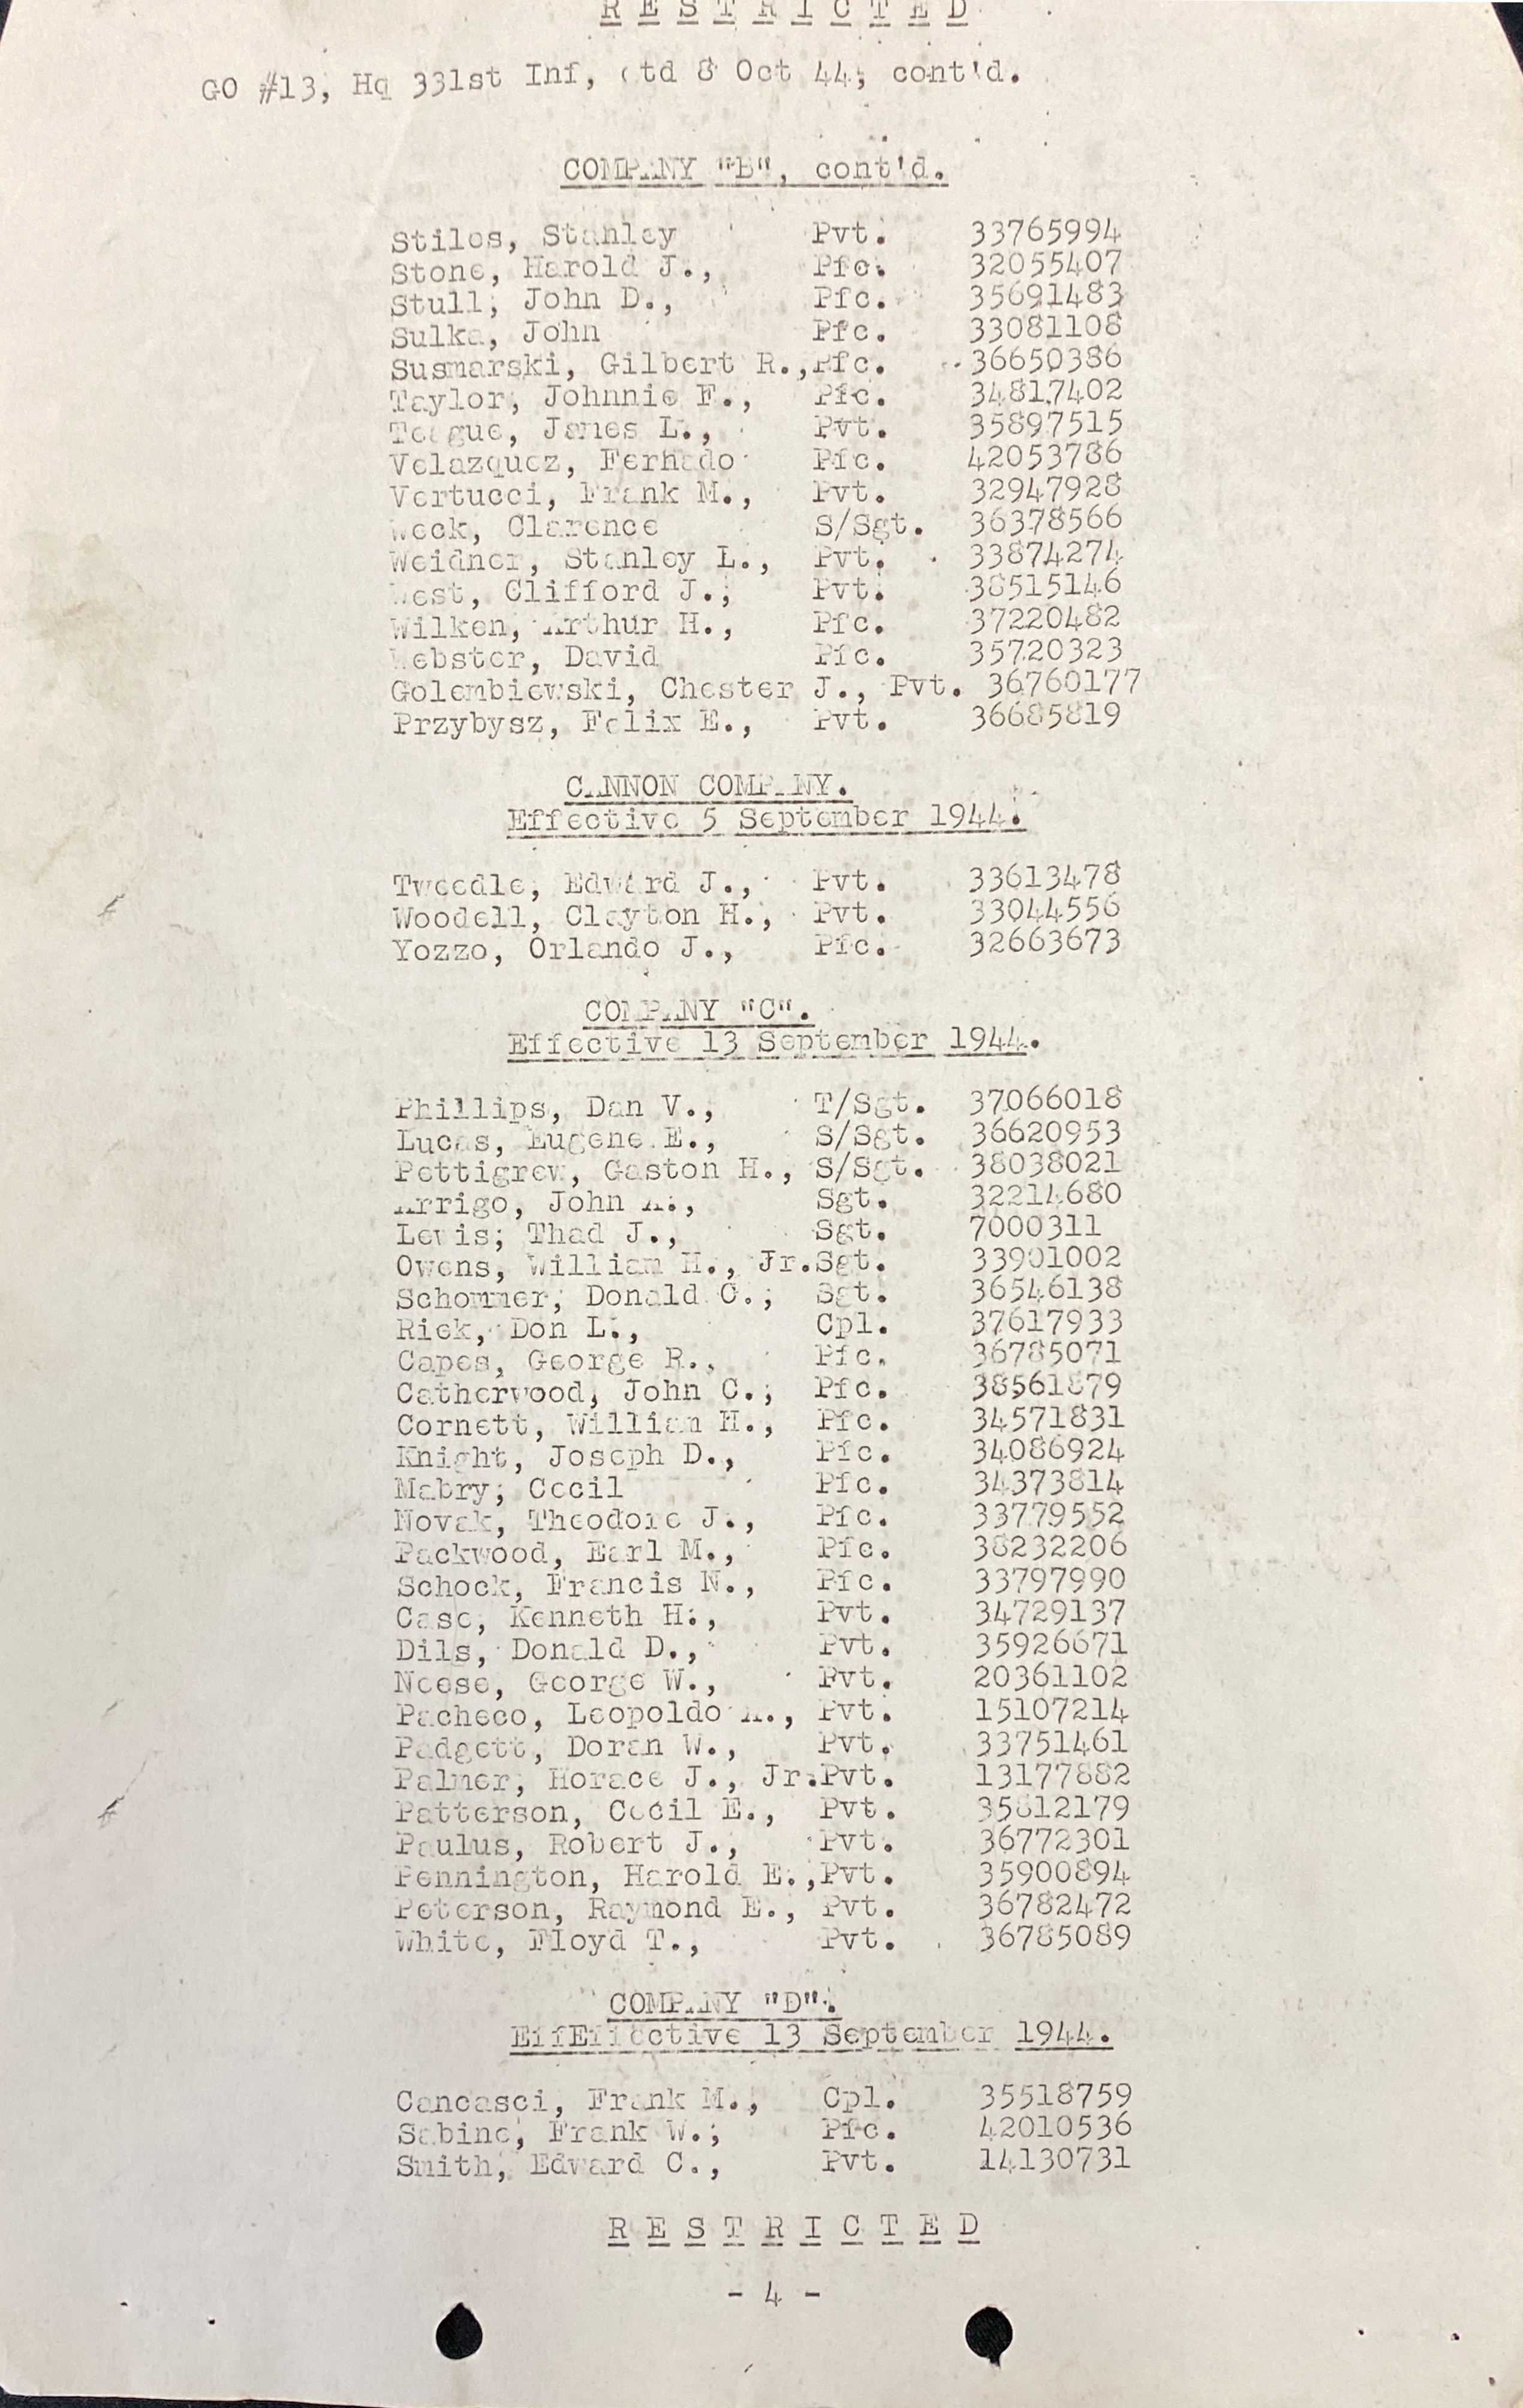 R E S T R I C T E D
GO #13, Hq 331st Inf, dtd 8 Oct 44, cont'd.
COMPANY "B", cont'd.
Stiles, Stanley Pvt. 33765994
Stone, Harold J., Pfc. 32055407
Stull, John D., Pfc. 35691483
Sulka, John Pfc. 33081108
Susmarski, Gilbert R., Pfc. 36650386
Taylor, Johnnie F., Pfc. 34817402
Teague, James L., Pvt. 35897515
Velazquez, Fernado Pfc. 42053786
Vertucci, Frank M., Pvt. 32947928
Weck, Clarence S/Sgt. 36378566
Weidner, Stanley L., Pvt. 33874274
West, Clifford J., Pvt. 38515146
Wilken, Arthur H., Pfc. 37220482
Webster, David Pfc. 35720323
Golembiewski, Chester J., Pvt. 36760177
Przybysz, Felix E., Pvt. 36685819
CANNON COMPANY.
Effective 5 September 1944.
Tweedle, Edward J., Pvt. 33613478
Woodell, Clayton H., Pvt. 33044556
Yozzo, Orlando J., Pfc. 32663673
COMPANY "C".
Effective 13 September 1944.
Phillips, Dan V., T/Sgt. 37066018
Lucas, Eugene E., S/Sgt. 36620953
Pettigrew, Gaston H., S/Sgt. 38038021
Arrigo, John A., Sgt. 32214680
Lewis, Thad J., Sgt. 7000311
Owens, William H., Jr. Sgt. 33901002
Schommer, Donald C., Sgt. 36546138
Rick, Don L., Cpl. 37617933
Capes, George R., Pfc. 36785071
Catherwood, John C., Pfc. 38561879
Cornett, William H., Pfc. 34571831
Knight, Joseph D., Pfc. 34086924
Mabry, Cecil Pfc. 34373814
Novak, Theodore J., Pfc. 33779552
Packwood, Earl M., Pfc. 38232206
Schock, Francis N., Pfc. 33797990
Case, Kenneth H., Pvt. 34729137
Dils, Donald D., Pvt. 35926671
Neese, George W., Pvt. 20361102
Pacheco, Leopoldo A., Pvt. 15107214
Padgett, Doran W., Pvt. 33751461
Palmer, Horace J., Jr. Pvt. 13177882
Patterson, Cecil E., Pvt. 35812179
Paulus, Robert J., Pvt. 36772301
Pennington, Harold E., Pvt. 35900894
Peterson, Raymond E., Pvt. 36782472
White, Floyd T., Pvt. 36785089
COMPANY "D".
EffEffective 13 September 1944.
Cancasci, Frank M., Cpl. 35518759
Sabine, Frank W., Pfc. 42010536
Smith, Edward C., Pvt. 14130731
R E S T R I C T E D
- 4 -